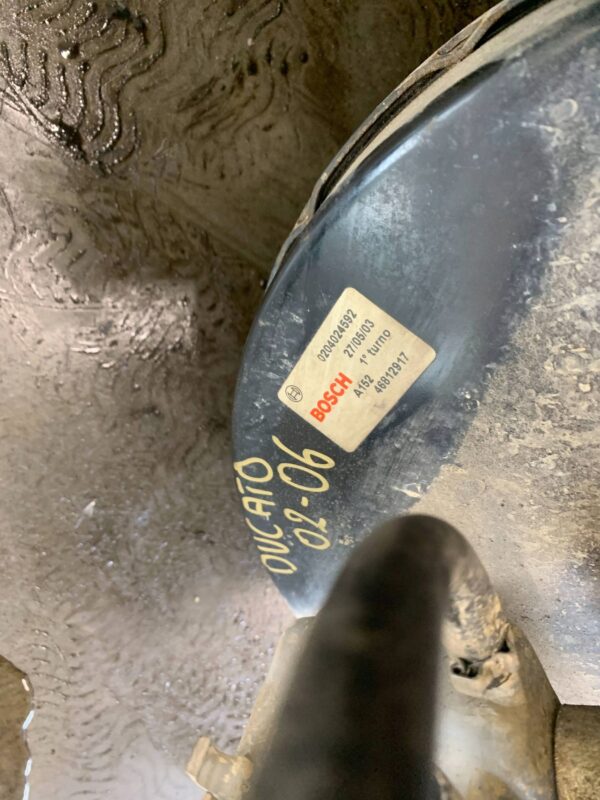 0204024592
27/05/03
BOSCH 1° turno
A152
46812917
DUCATO
02-06